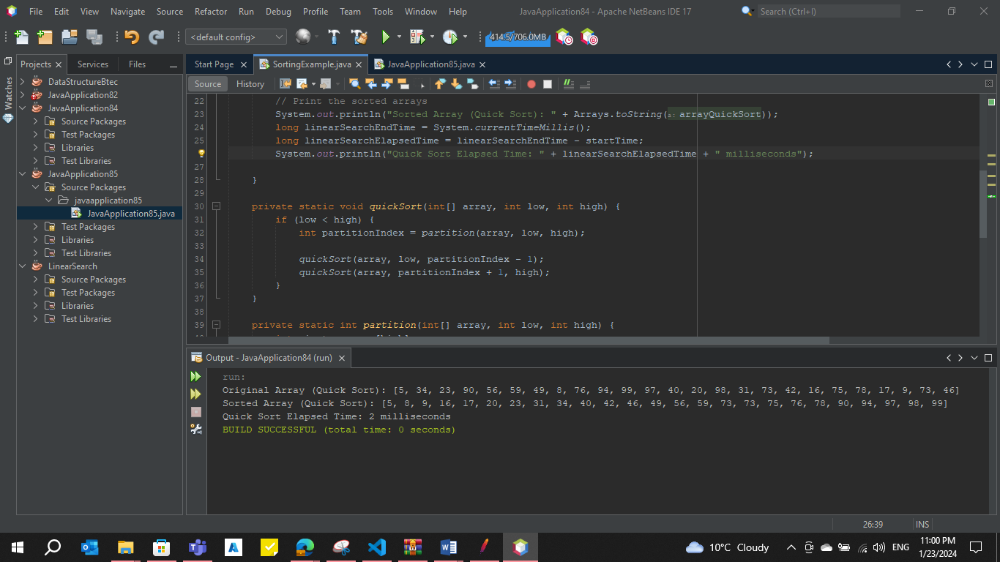 File Edit View Navigate Source Refactor Run Debug Profile Team Tools Window Help JavaApplication84 - Apache NetBeans IDE 17 Search (Ctrl+I)
<default config> 414.5/706.0MB
Projects Services Files
Start Page SortingExample.java JavaApplication85.java
Source History
Watches
DataStructureBtec
JavaApplication82
JavaApplication84
Source Packages
Test Packages
Libraries
Test Libraries
JavaApplication85
Source Packages
javaapplication85
JavaApplication85.java
Test Packages
Libraries
Test Libraries
LinearSearch
Source Packages
Test Packages
Libraries
Test Libraries
22 // Print the sorted arrays
23 System.out.println("Sorted Array (Quick Sort): " + Arrays.toString(a: arrayQuickSort));
24 long linearSearchEndTime = System.currentTimeMillis();
25 long linearSearchElapsedTime = linearSearchEndTime - startTime;
System.out.println("Quick Sort Elapsed Time: " + linearSearchElapsedTime + " milliseconds");
27
28 }
29
30 private static void quickSort(int[] array, int low, int high) {
31 if (low < high) {
32 int partitionIndex = partition(array, low, high);
33
34 quickSort(array, low, partitionIndex - 1);
35 quickSort(array, partitionIndex + 1, high);
36 }
37 }
38
39 private static int partition(int[] array, int low, int high) {
Output - JavaApplication84 (run)
run:
Original Array (Quick Sort): [5, 34, 23, 90, 56, 59, 49, 8, 76, 94, 99, 97, 40, 20, 98, 31, 73, 42, 16, 75, 78, 17, 9, 73, 46]
Sorted Array (Quick Sort): [5, 8, 9, 16, 17, 20, 23, 31, 34, 40, 42, 46, 49, 56, 59, 73, 73, 75, 76, 78, 90, 94, 97, 98, 99]
Quick Sort Elapsed Time: 2 milliseconds
BUILD SUCCESSFUL (total time: 0 seconds)
26:39 INS
10°C Cloudy ENG
11:00 PM
1/23/2024